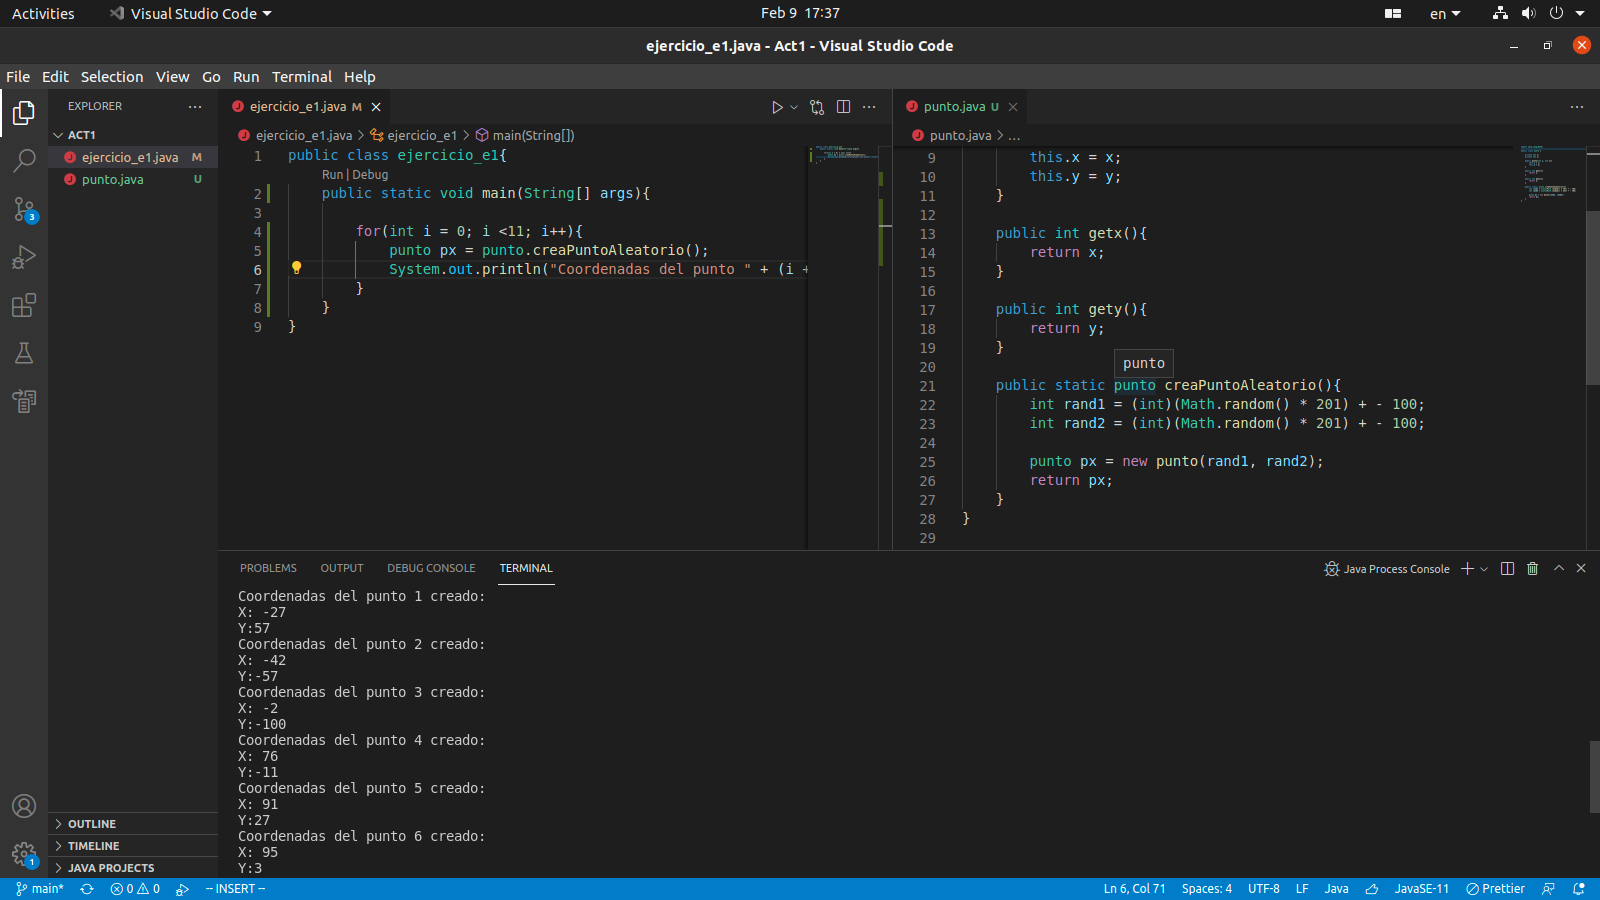 Activities
Visual Studio Code
Feb 9 17:37
en
ejercicio_e1.java - Act1 - Visual Studio Code
File Edit Selection View Go Run Terminal Help
EXPLORER
ACT1
ejercicio_e1.java M
punto.java U
3
1
OUTLINE
TIMELINE
JAVA PROJECTS
ejercicio_e1.java M
ejercicio_e1.java > ejercicio_e1 > main(String[])
1 public class ejercicio_e1{
Run | Debug
2 public static void main(String[] args){
3
4 for(int i = 0; i <11; i++){
5 punto px = punto.creaPuntoAleatorio();
6 System.out.println("Coordenadas del punto " + (i +
7 }
8 }
9 }
punto.java U
punto.java > ...
9 this.x = x;
10 this.y = y;
11 }
12
13 public int getx(){
14 return x;
15 }
16
17 public int gety(){
18 return y;
19 }
20
punto
21 public static punto creaPuntoAleatorio(){
22 int rand1 = (int)(Math.random() * 201) + - 100;
23 int rand2 = (int)(Math.random() * 201) + - 100;
24
25 punto px = new punto(rand1, rand2);
26 return px;
27 }
28 }
29
PROBLEMS OUTPUT DEBUG CONSOLE TERMINAL
Java Process Console
Coordenadas del punto 1 creado:
X: -27
Y:57
Coordenadas del punto 2 creado:
X: -42
Y:-57
Coordenadas del punto 3 creado:
X: -2
Y:-100
Coordenadas del punto 4 creado:
X: 76
Y:-11
Coordenadas del punto 5 creado:
X: 91
Y:27
Coordenadas del punto 6 creado:
X: 95
Y:3
main* 0 0 -- INSERT --
Ln 6, Col 71 Spaces: 4 UTF-8 LF Java JavaSE-11 Prettier